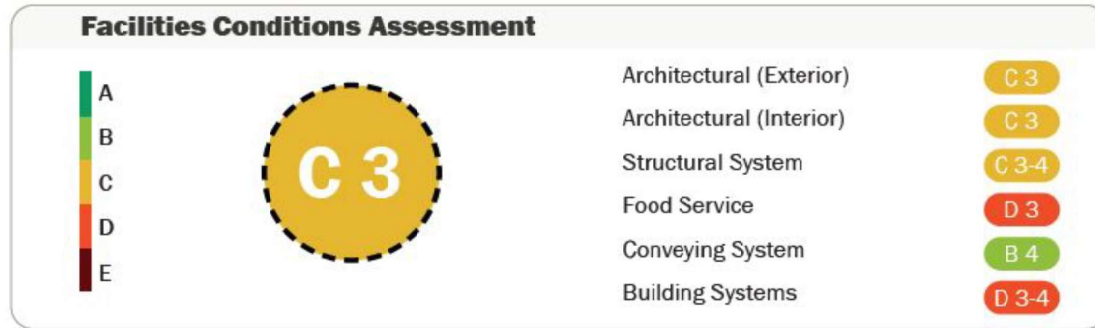 Facilities Conditions Assessment
A
B
C
D
E
C 3
Architectural (Exterior) C 3
Architectural (Interior) C 3
Structural System C 3-4
Food Service D 3
Conveying System B 4
Building Systems D 3-4